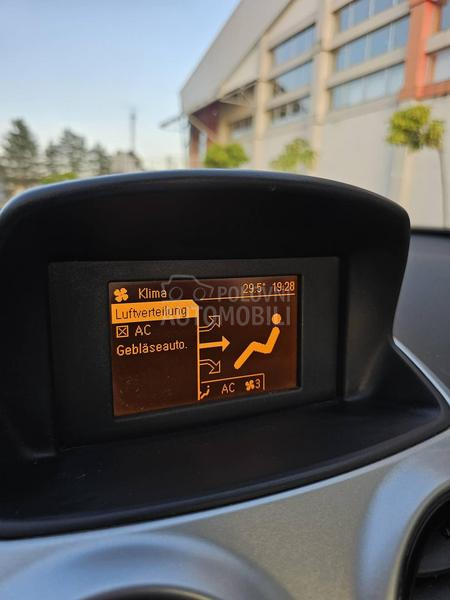 Klima 29.5° 19:28
Luftverteilung
AC
Gebläseauto.
AC 3
POLOVNI
AUTOMOBILI